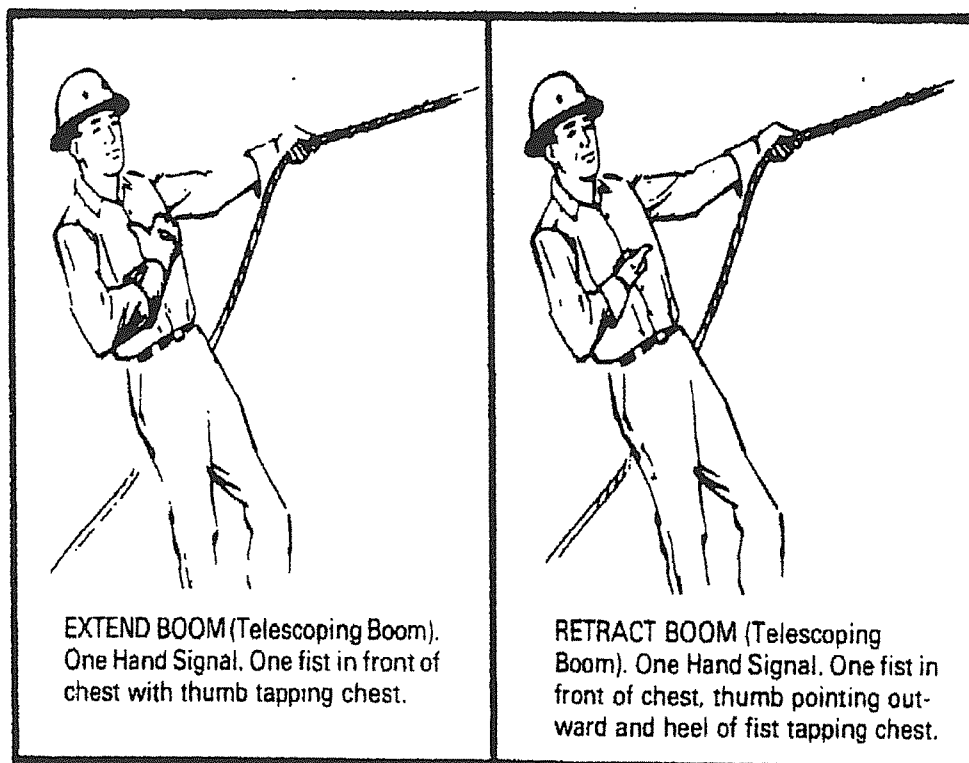 EXTEND BOOM (Telescoping Boom).
One Hand Signal. One fist in front of
chest with thumb tapping chest.
RETRACT BOOM (Telescoping
Boom). One Hand Signal. One fist in
front of chest, thumb pointing out-
ward and heel of fist tapping chest.